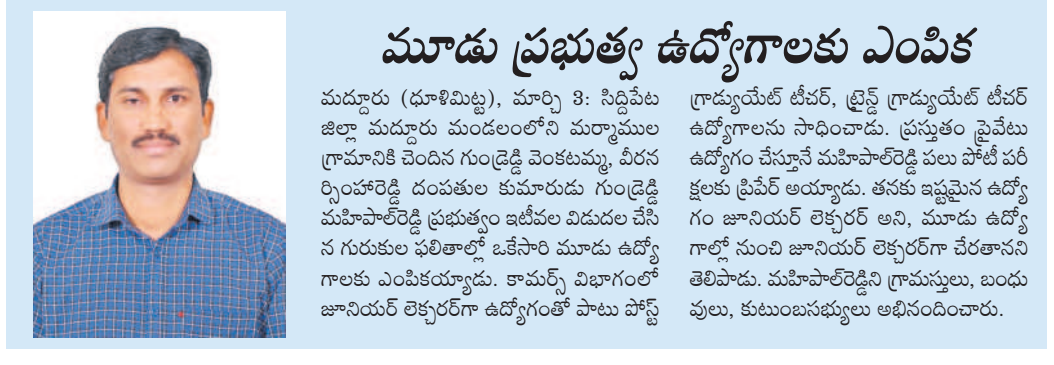 మూడు ప్రభుత్వ ఉద్యోగాలకు ఎంపిక
మద్దూరు (ధూళిమిట్ట), మార్చి 3: సిద్దిపేట
జిల్లా మద్దూరు మండలంలోని మర్మాముల
గ్రామానికి చెందిన గుండ్రెడ్డి వెంకటమ్మ, వీరన
ర్సింహారెడ్డి దంపతుల కుమారుడు గుండ్రెడ్డి
మహిపాల్‌రెడ్డి ప్రభుత్వం ఇటీవల విడుదల చేసి
న గురుకుల ఫలితాల్లో ఒకేసారి మూడు ఉద్యో
గాలకు ఎంపికయ్యాడు. కామర్స్ విభాగంలో
జూనియర్ లెక్చరర్‌గా ఉద్యోగంతో పాటు పోస్ట్
గ్రాడ్యుయేట్ టీచర్, ట్రైన్డ్ గ్రాడ్యుయేట్ టీచర్
ఉద్యోగాలను సాధించాడు. ప్రస్తుతం ప్రైవేటు
ఉద్యోగం చేస్తూనే మహిపాల్‌రెడ్డి పలు పోటీ పరీ
క్షలకు ప్రిపేర్ అయ్యాడు. తనకు ఇష్టమైన ఉద్యో
గం జూనియర్ లెక్చరర్ అని, మూడు ఉద్యో
గాల్లో నుంచి జూనియర్ లెక్చరర్‌గా చేరతానని
తెలిపాడు. మహిపాల్‌రెడ్డిని గ్రామస్తులు, బంధు
వులు, కుటుంబసభ్యులు అభినందించారు.